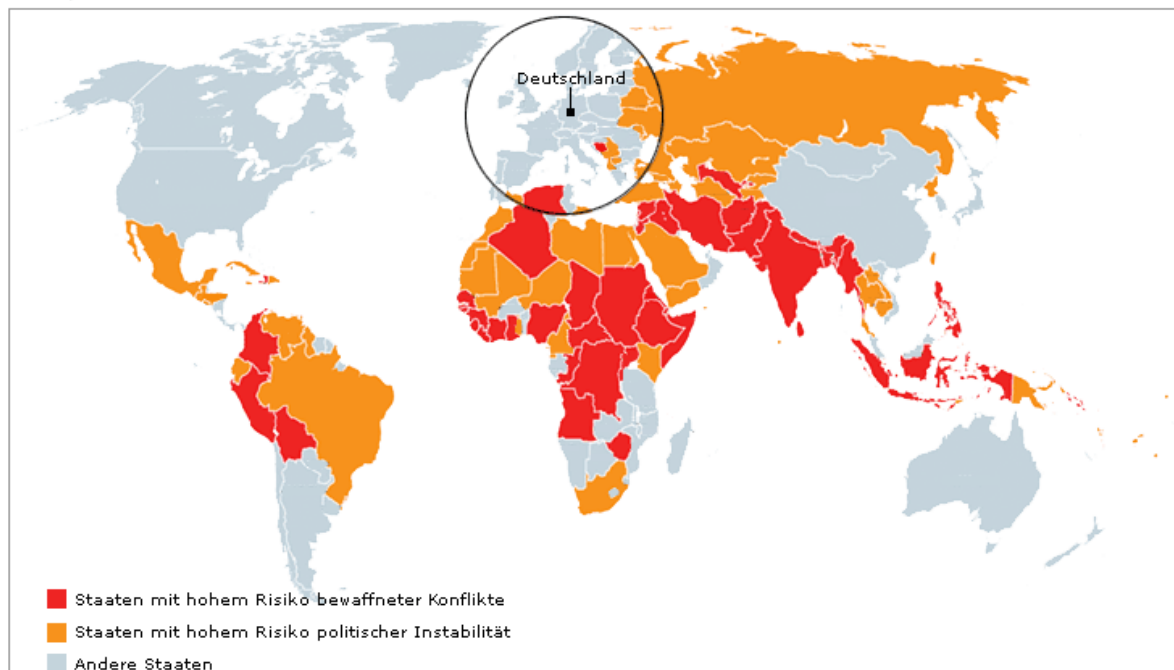 Deutschland
Staaten mit hohem Risiko bewaffneter Konflikte
Staaten mit hohem Risiko politischer Instabilität
Andere Staaten